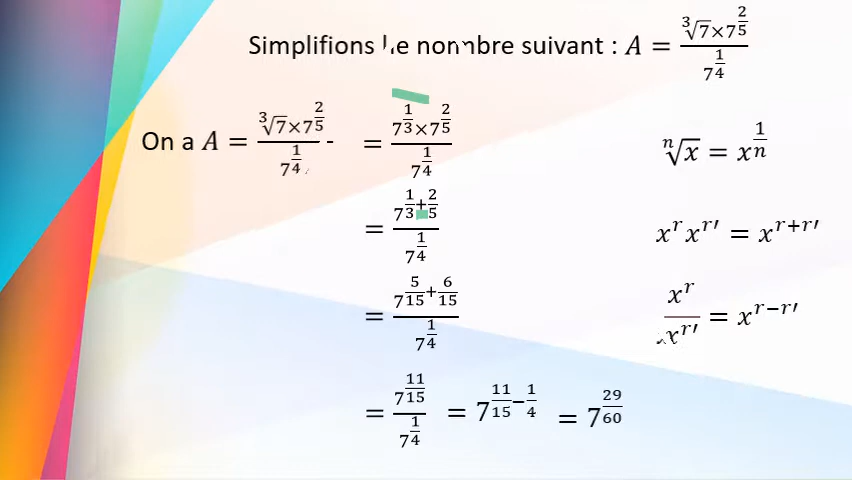 Simplifions le nombre suivant : A = (∛7×7^(2/5))/(7^(1/4))
On a A = (∛7×7^(2/5))/(7^(1/4)) = (7^(1/3)×7^(2/5))/(7^(1/4))
ⁿ√x = x^(1/n)
= (7^(1/3+2/5))/(7^(1/4))
x^r x^(r′) = x^(r+r′)
= (7^(5/15+6/15))/(7^(1/4))
x^r/x^(r′) = x^(r−r′)
= (7^(11/15))/(7^(1/4)) = 7^(11/15−1/4) = 7^(29/60)